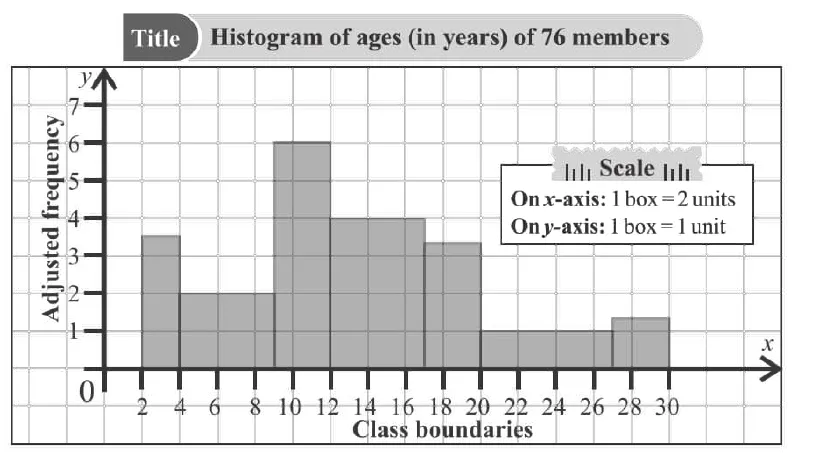 Title
Histogram of ages (in years) of 76 members
y
7
6
5
4
3
2
1
0
Adjusted frequency
Scale
On x-axis: 1 box = 2 units
On y-axis: 1 box = 1 unit
x
2 4 6 8 10 12 14 16 18 20 22 24 26 28 30
Class boundaries